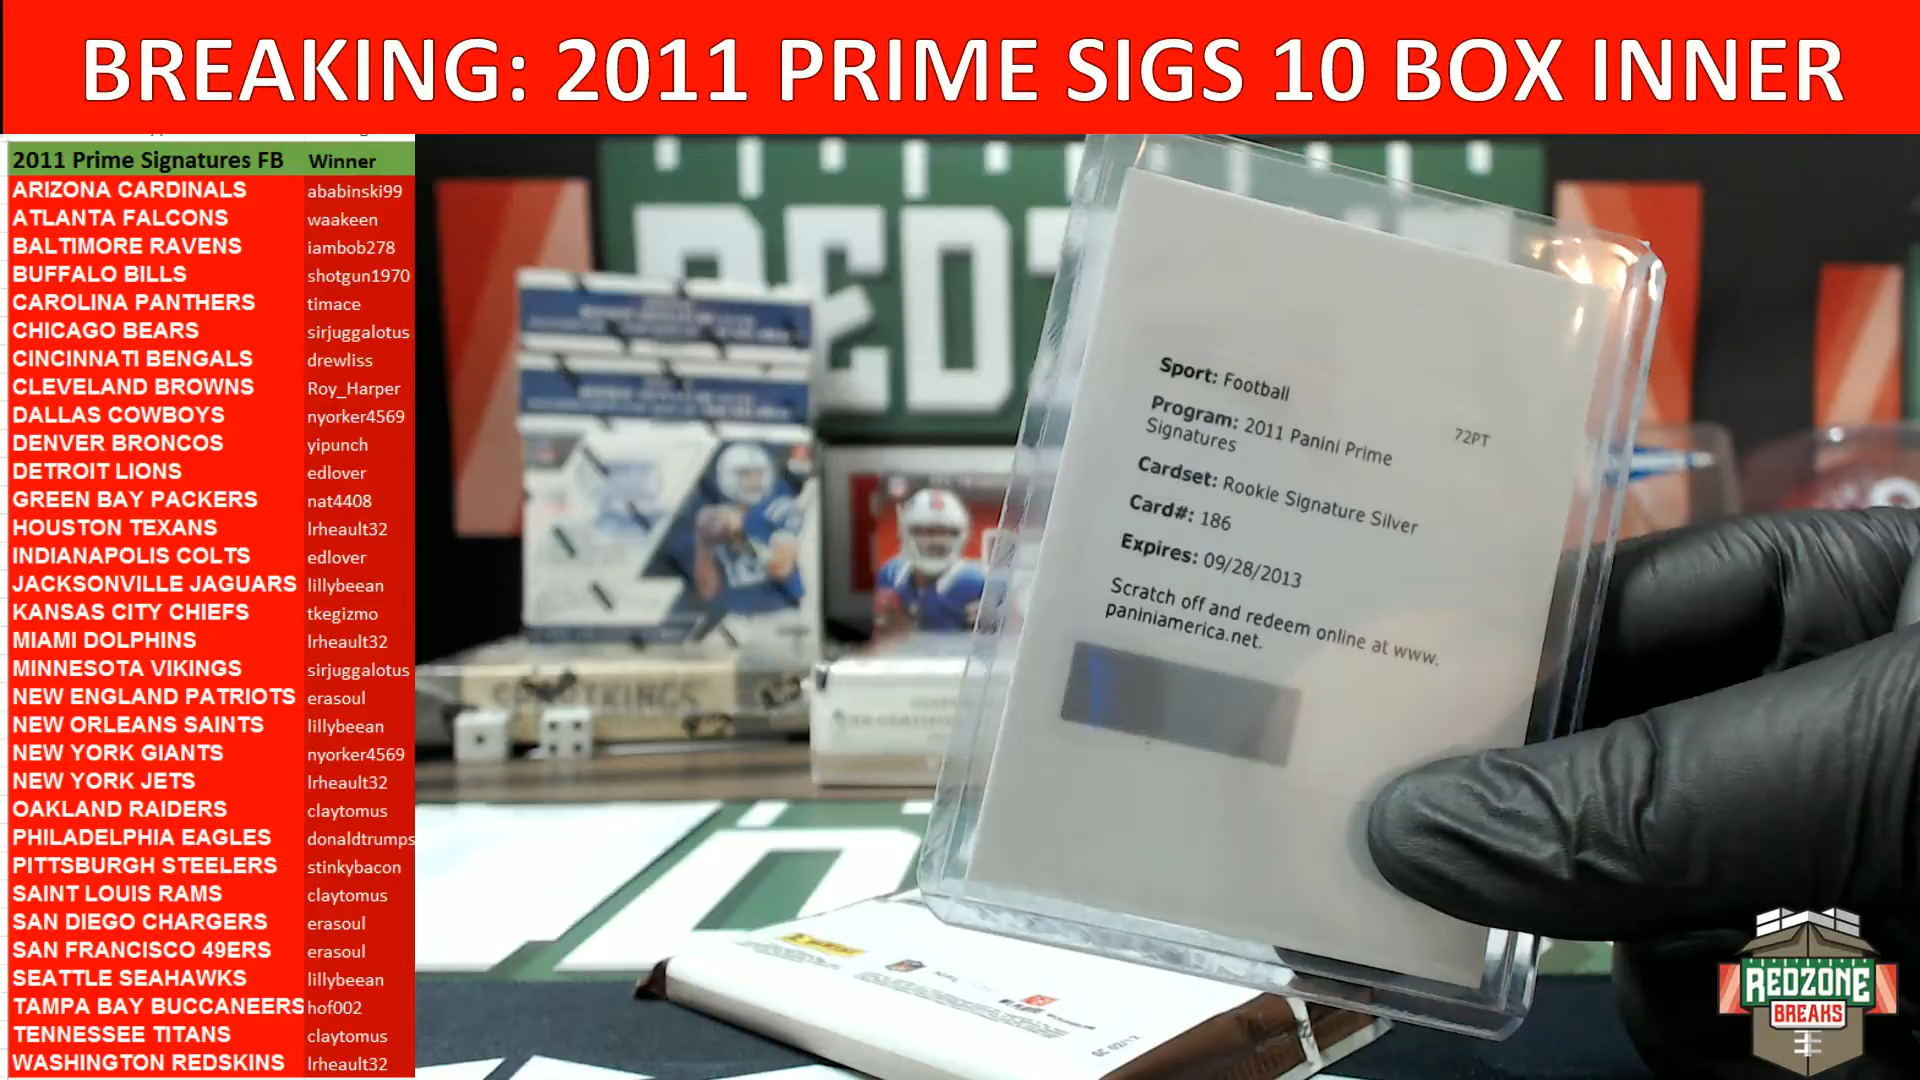 BREAKING: 2011 PRIME SIGS 10 BOX INNER
2011 Prime Signatures FB Winner
ARIZONA CARDINALS ababinski99
ATLANTA FALCONS waakeen
BALTIMORE RAVENS iambob278
BUFFALO BILLS shotgun1970
CAROLINA PANTHERS timace
CHICAGO BEARS sirjuggalotus
CINCINNATI BENGALS drewliss
CLEVELAND BROWNS Roy_Harper
DALLAS COWBOYS nyorker4569
DENVER BRONCOS yipunch
DETROIT LIONS edlover
GREEN BAY PACKERS nat4408
HOUSTON TEXANS lrheault32
INDIANAPOLIS COLTS edlover
JACKSONVILLE JAGUARS lillybeean
KANSAS CITY CHIEFS tkegizmo
MIAMI DOLPHINS lrheault32
MINNESOTA VIKINGS sirjuggalotus
NEW ENGLAND PATRIOTS erasoul
NEW ORLEANS SAINTS lillybeean
NEW YORK GIANTS nyorker4569
NEW YORK JETS lrheault32
OAKLAND RAIDERS claytomus
PHILADELPHIA EAGLES donaldtrumps
PITTSBURGH STEELERS stinkybacon
SAINT LOUIS RAMS claytomus
SAN DIEGO CHARGERS erasoul
SAN FRANCISCO 49ERS erasoul
SEATTLE SEAHAWKS lillybeean
TAMPA BAY BUCCANEERS hof002
TENNESSEE TITANS claytomus
WASHINGTON REDSKINS lrheault32
Sport: Football
Program: 2011 Panini Prime
Signatures
72PT
Cardset: Rookie Signature Silver
Card#: 186
Expires: 09/28/2013
Scratch off and redeem online at www.
paniniamerica.net.
SPORTKINGS
REDZONE
BREAKS